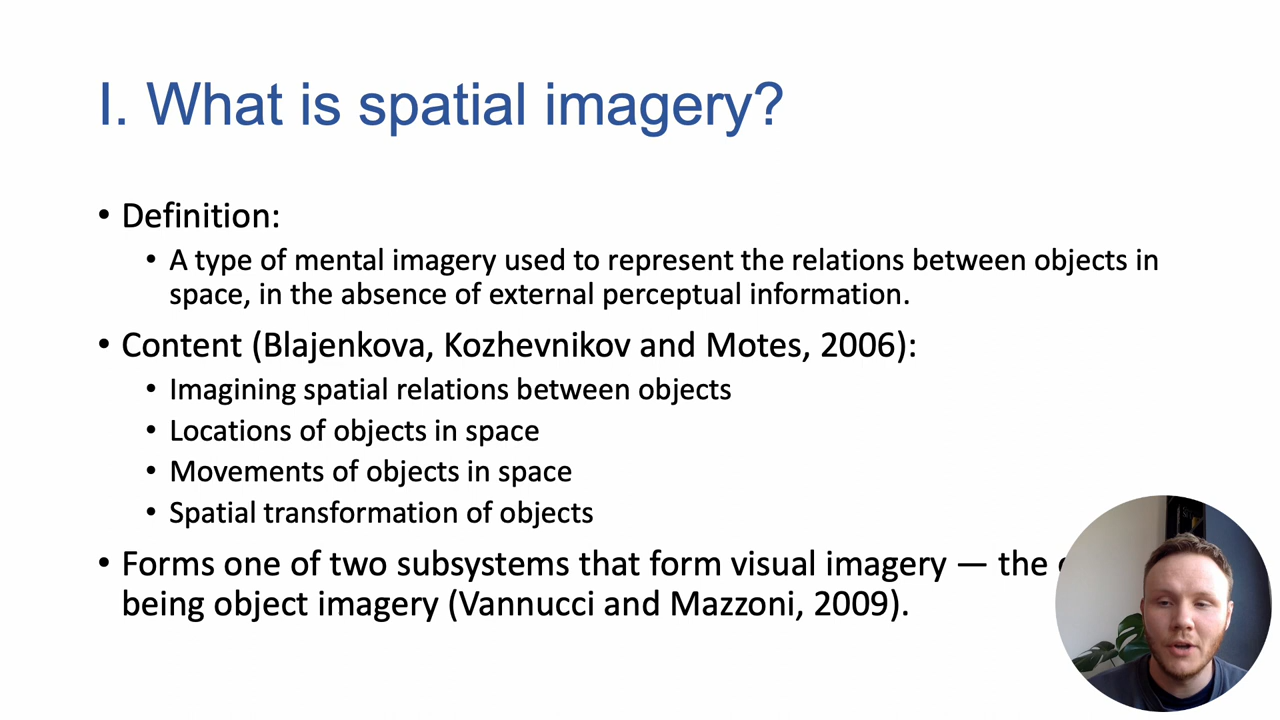 I. What is spatial imagery?
• Definition:
• A type of mental imagery used to represent the relations between objects in
space, in the absence of external perceptual information.
• Content (Blajenkova, Kozhevnikov and Motes, 2006):
• Imagining spatial relations between objects
• Locations of objects in space
• Movements of objects in space
• Spatial transformation of objects
• Forms one of two subsystems that form visual imagery — the
being object imagery (Vannucci and Mazzoni, 2009).